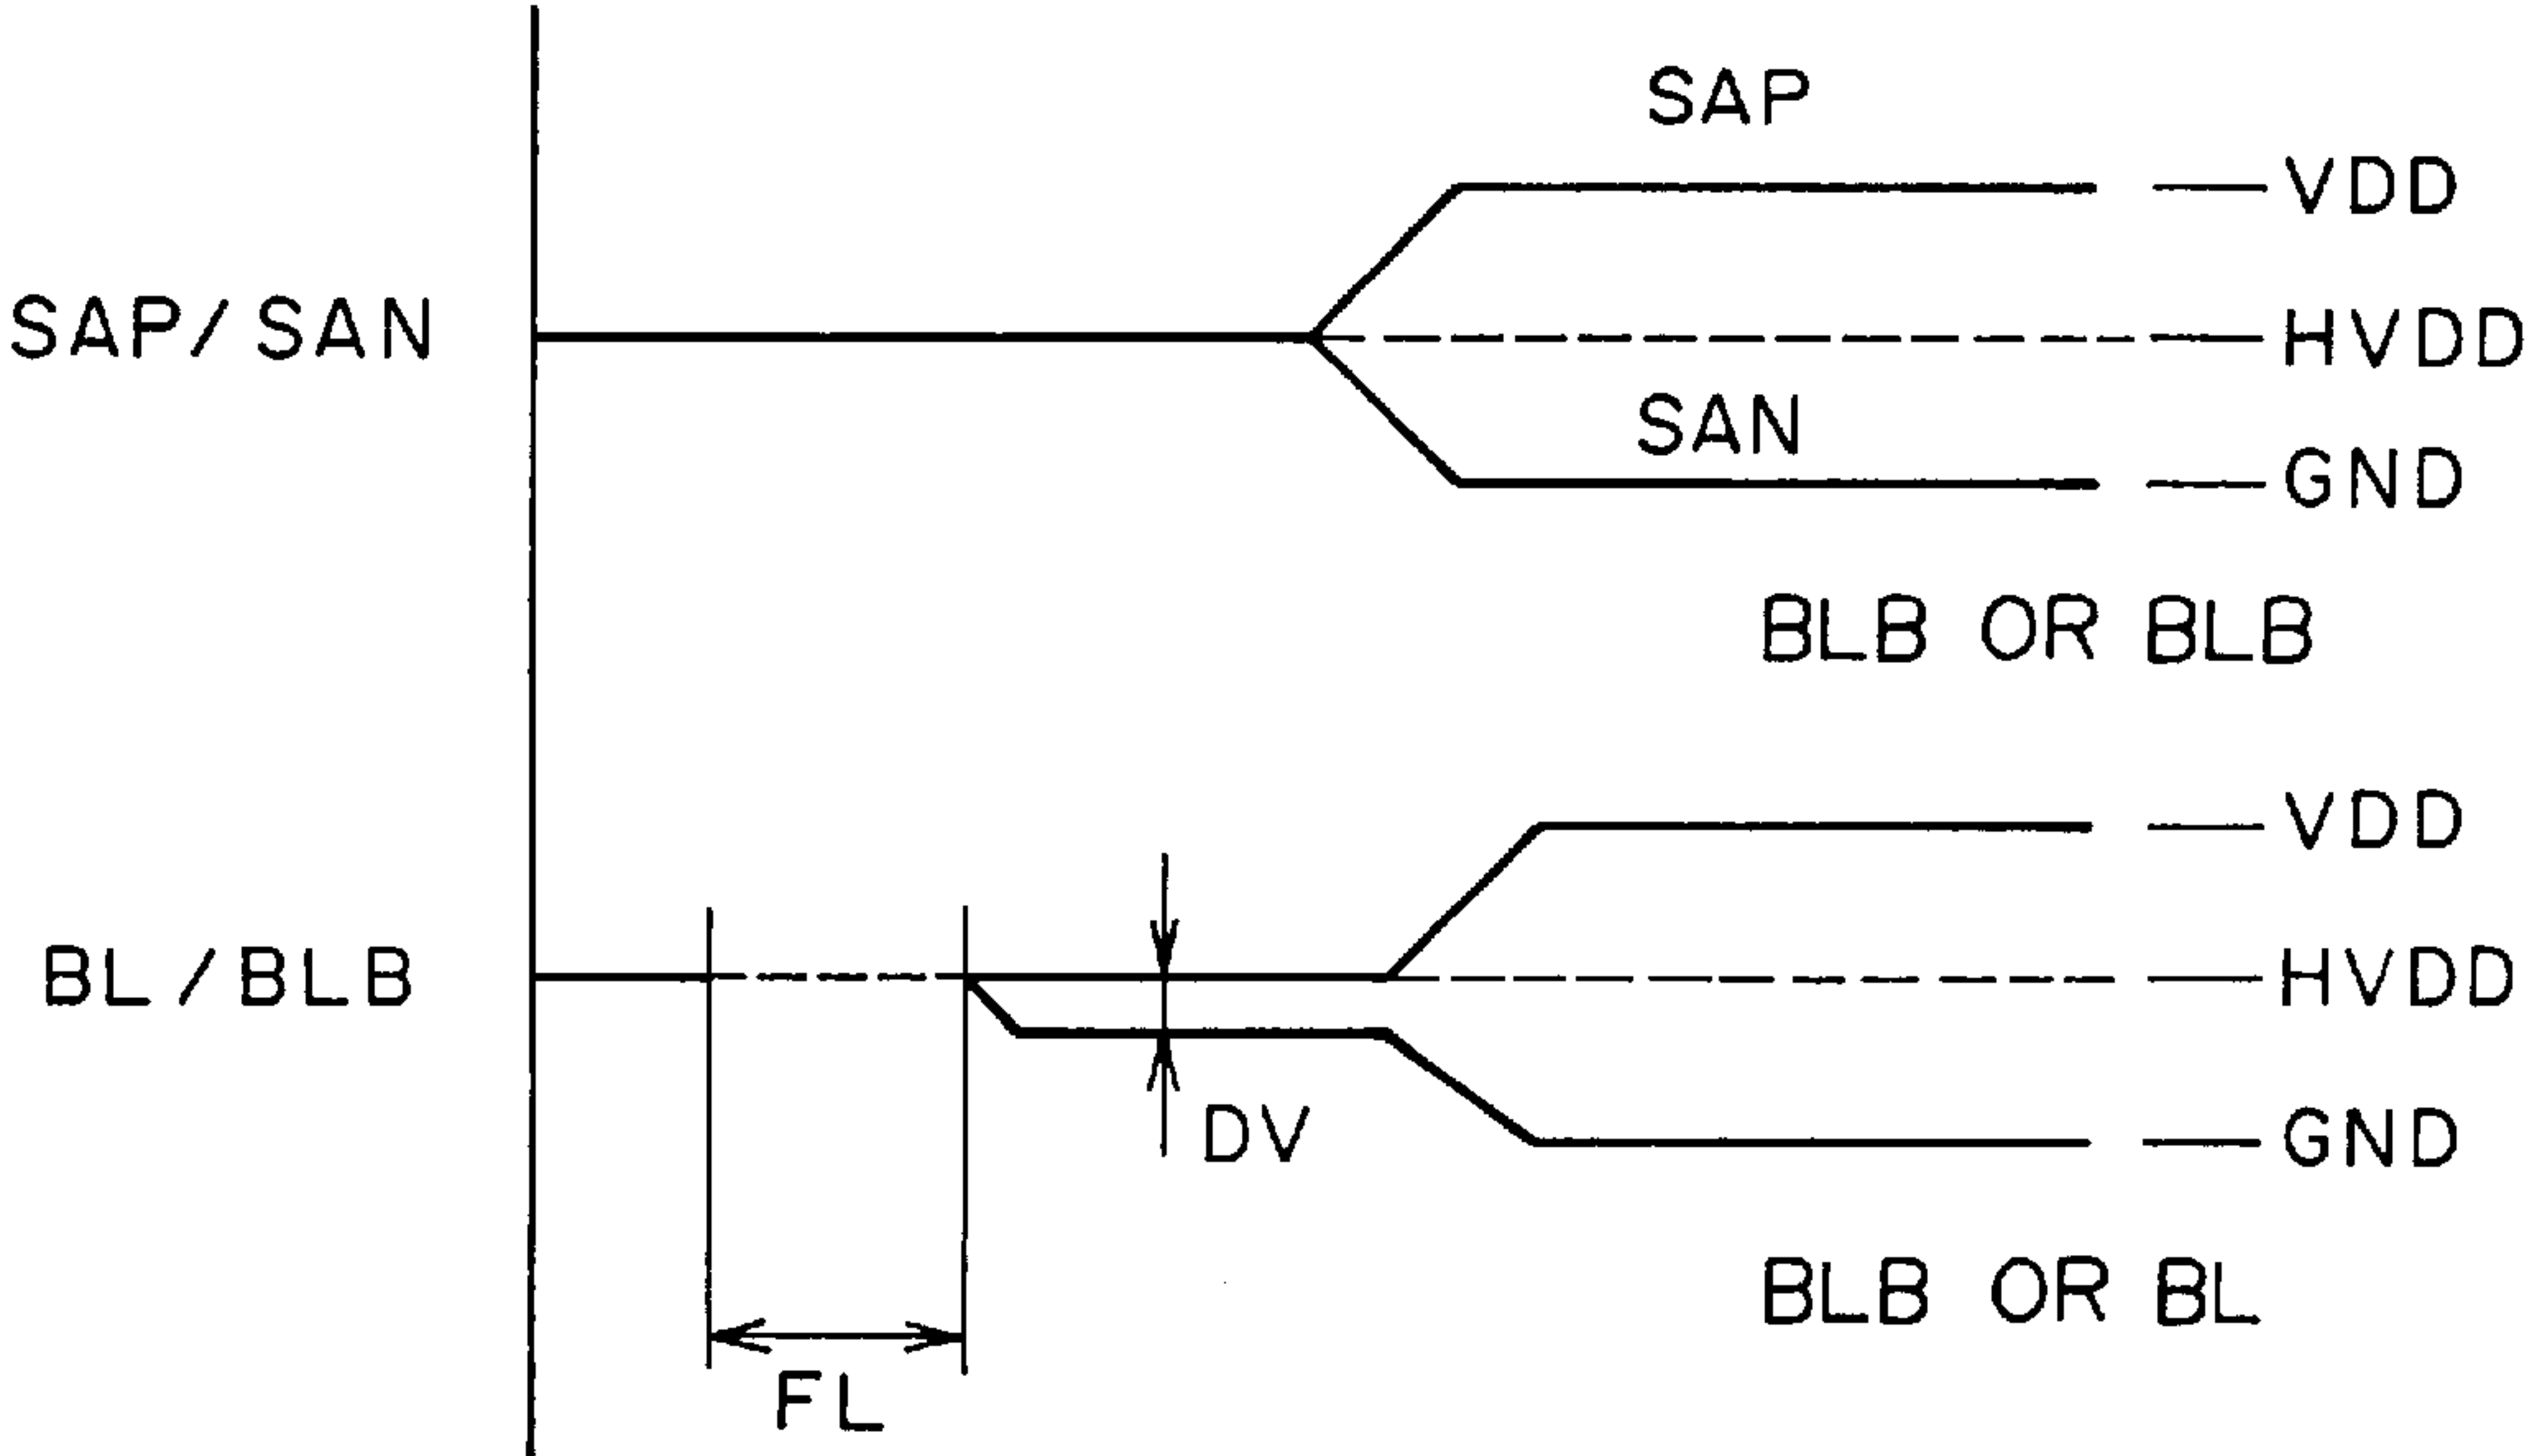 SAP
VDD
SAP/SAN
HVDD
SAN
GND
BLB OR BLB
VDD
BL/BLB
HVDD
DV
GND
BLB OR BL
FL